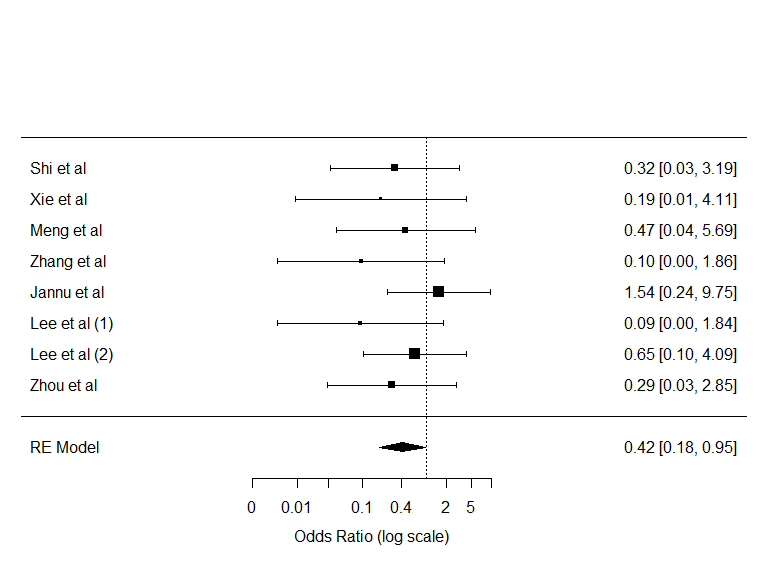 Shi et al 0.32 [0.03, 3.19]
Xie et al 0.19 [0.01, 4.11]
Meng et al 0.47 [0.04, 5.69]
Zhang et al 0.10 [0.00, 1.86]
Jannu et al 1.54 [0.24, 9.75]
Lee et al (1) 0.09 [0.00, 1.84]
Lee et al (2) 0.65 [0.10, 4.09]
Zhou et al 0.29 [0.03, 2.85]
RE Model 0.42 [0.18, 0.95]
0 0.01 0.1 0.4 2 5
Odds Ratio (log scale)